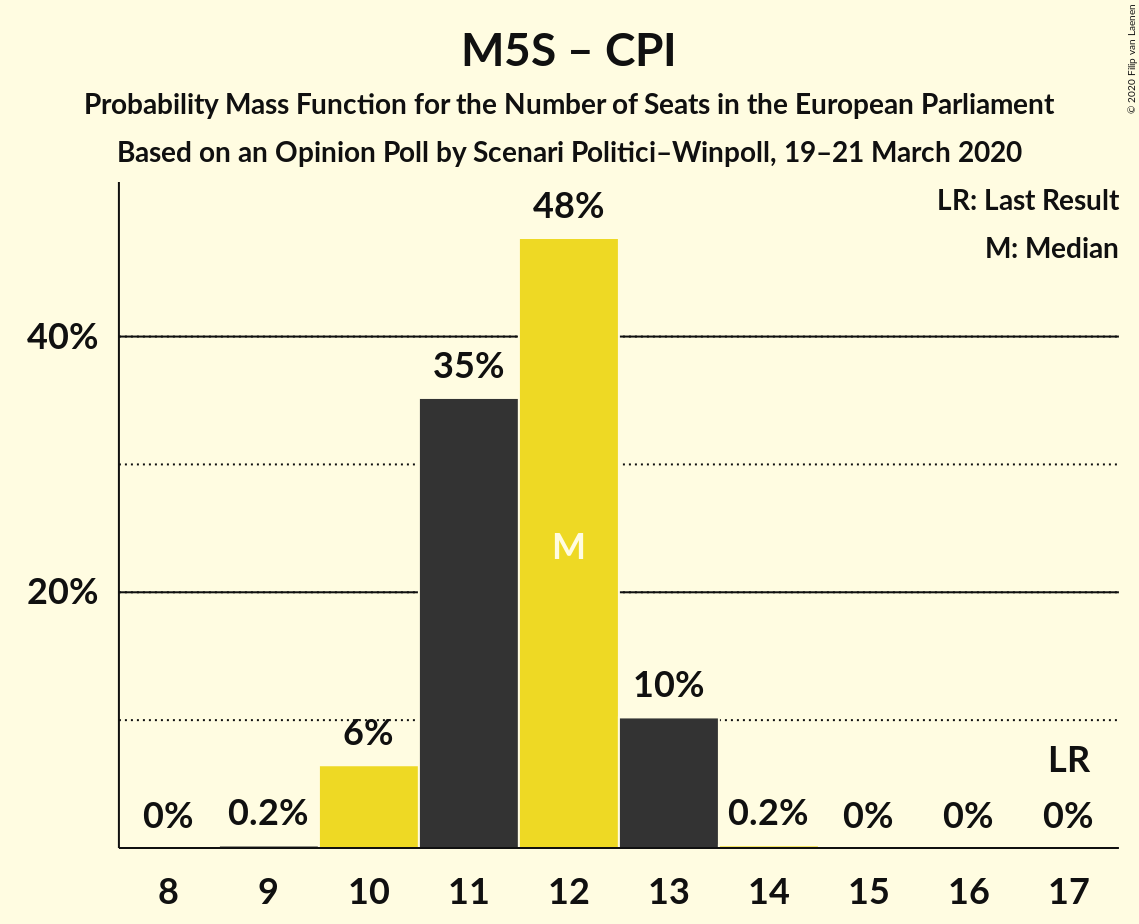 © 2020 Filip van Laenen
M5S – CPI
Probability Mass Function for the Number of Seats in the European Parliament
Based on an Opinion Poll by Scenari Politici–Winpoll, 19–21 March 2020
LR: Last Result
M: Median
48%
40%
35%
M
20%
10%
6%
LR
0%
0.2%
0.2%
0%
0%
0%
8 9 10 11 12 13 14 15 16 17